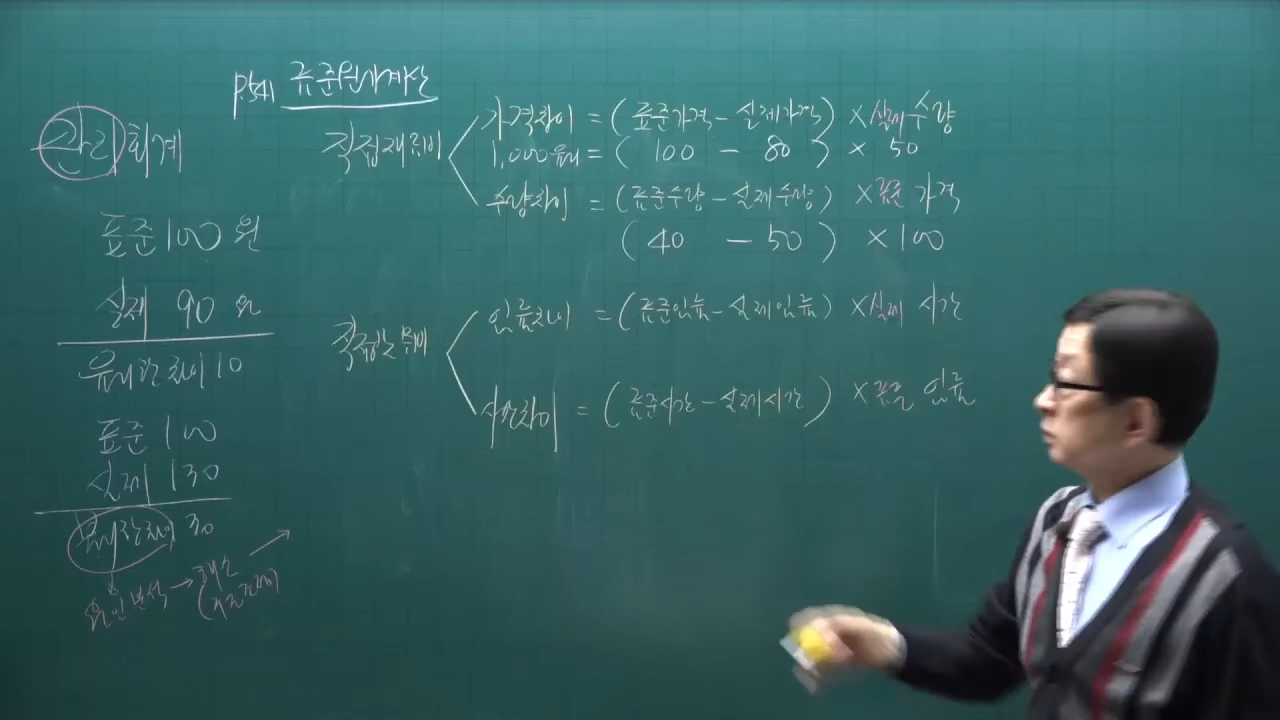 P.541 표준원가계산
관리회계
표준 100원
실제 90원
유리한차이 10
표준 100
실제 130
불리한차이 30
원인분석 →
직접재료비
가격차이 = (표준가격 - 실제가격) × 실제수량
1,000유리 = ( 100 - 80 ) × 50
수량차이 = (표준수량 - 실제수량) × 표준가격
( 40 - 50 ) × 100
직접노무비
임률차이 = (표준임률 - 실제임률) × 실제 시간
시간차이 = (표준시간 - 실제시간) × 표준 임률